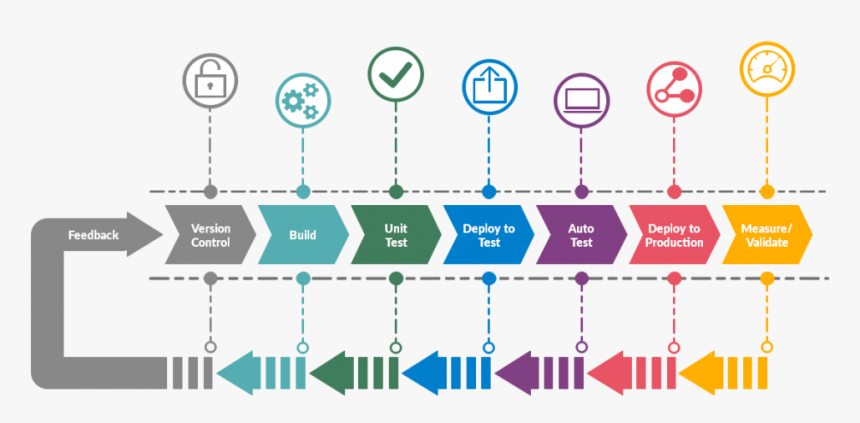 Feedback
Version
Control
Build
Unit
Test
Deploy to
Test
Auto
Test
Deploy to
Production
Measure/
Validate